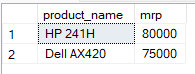 product_name mrp
1 HP 241H 80000
2 Dell AX420 75000